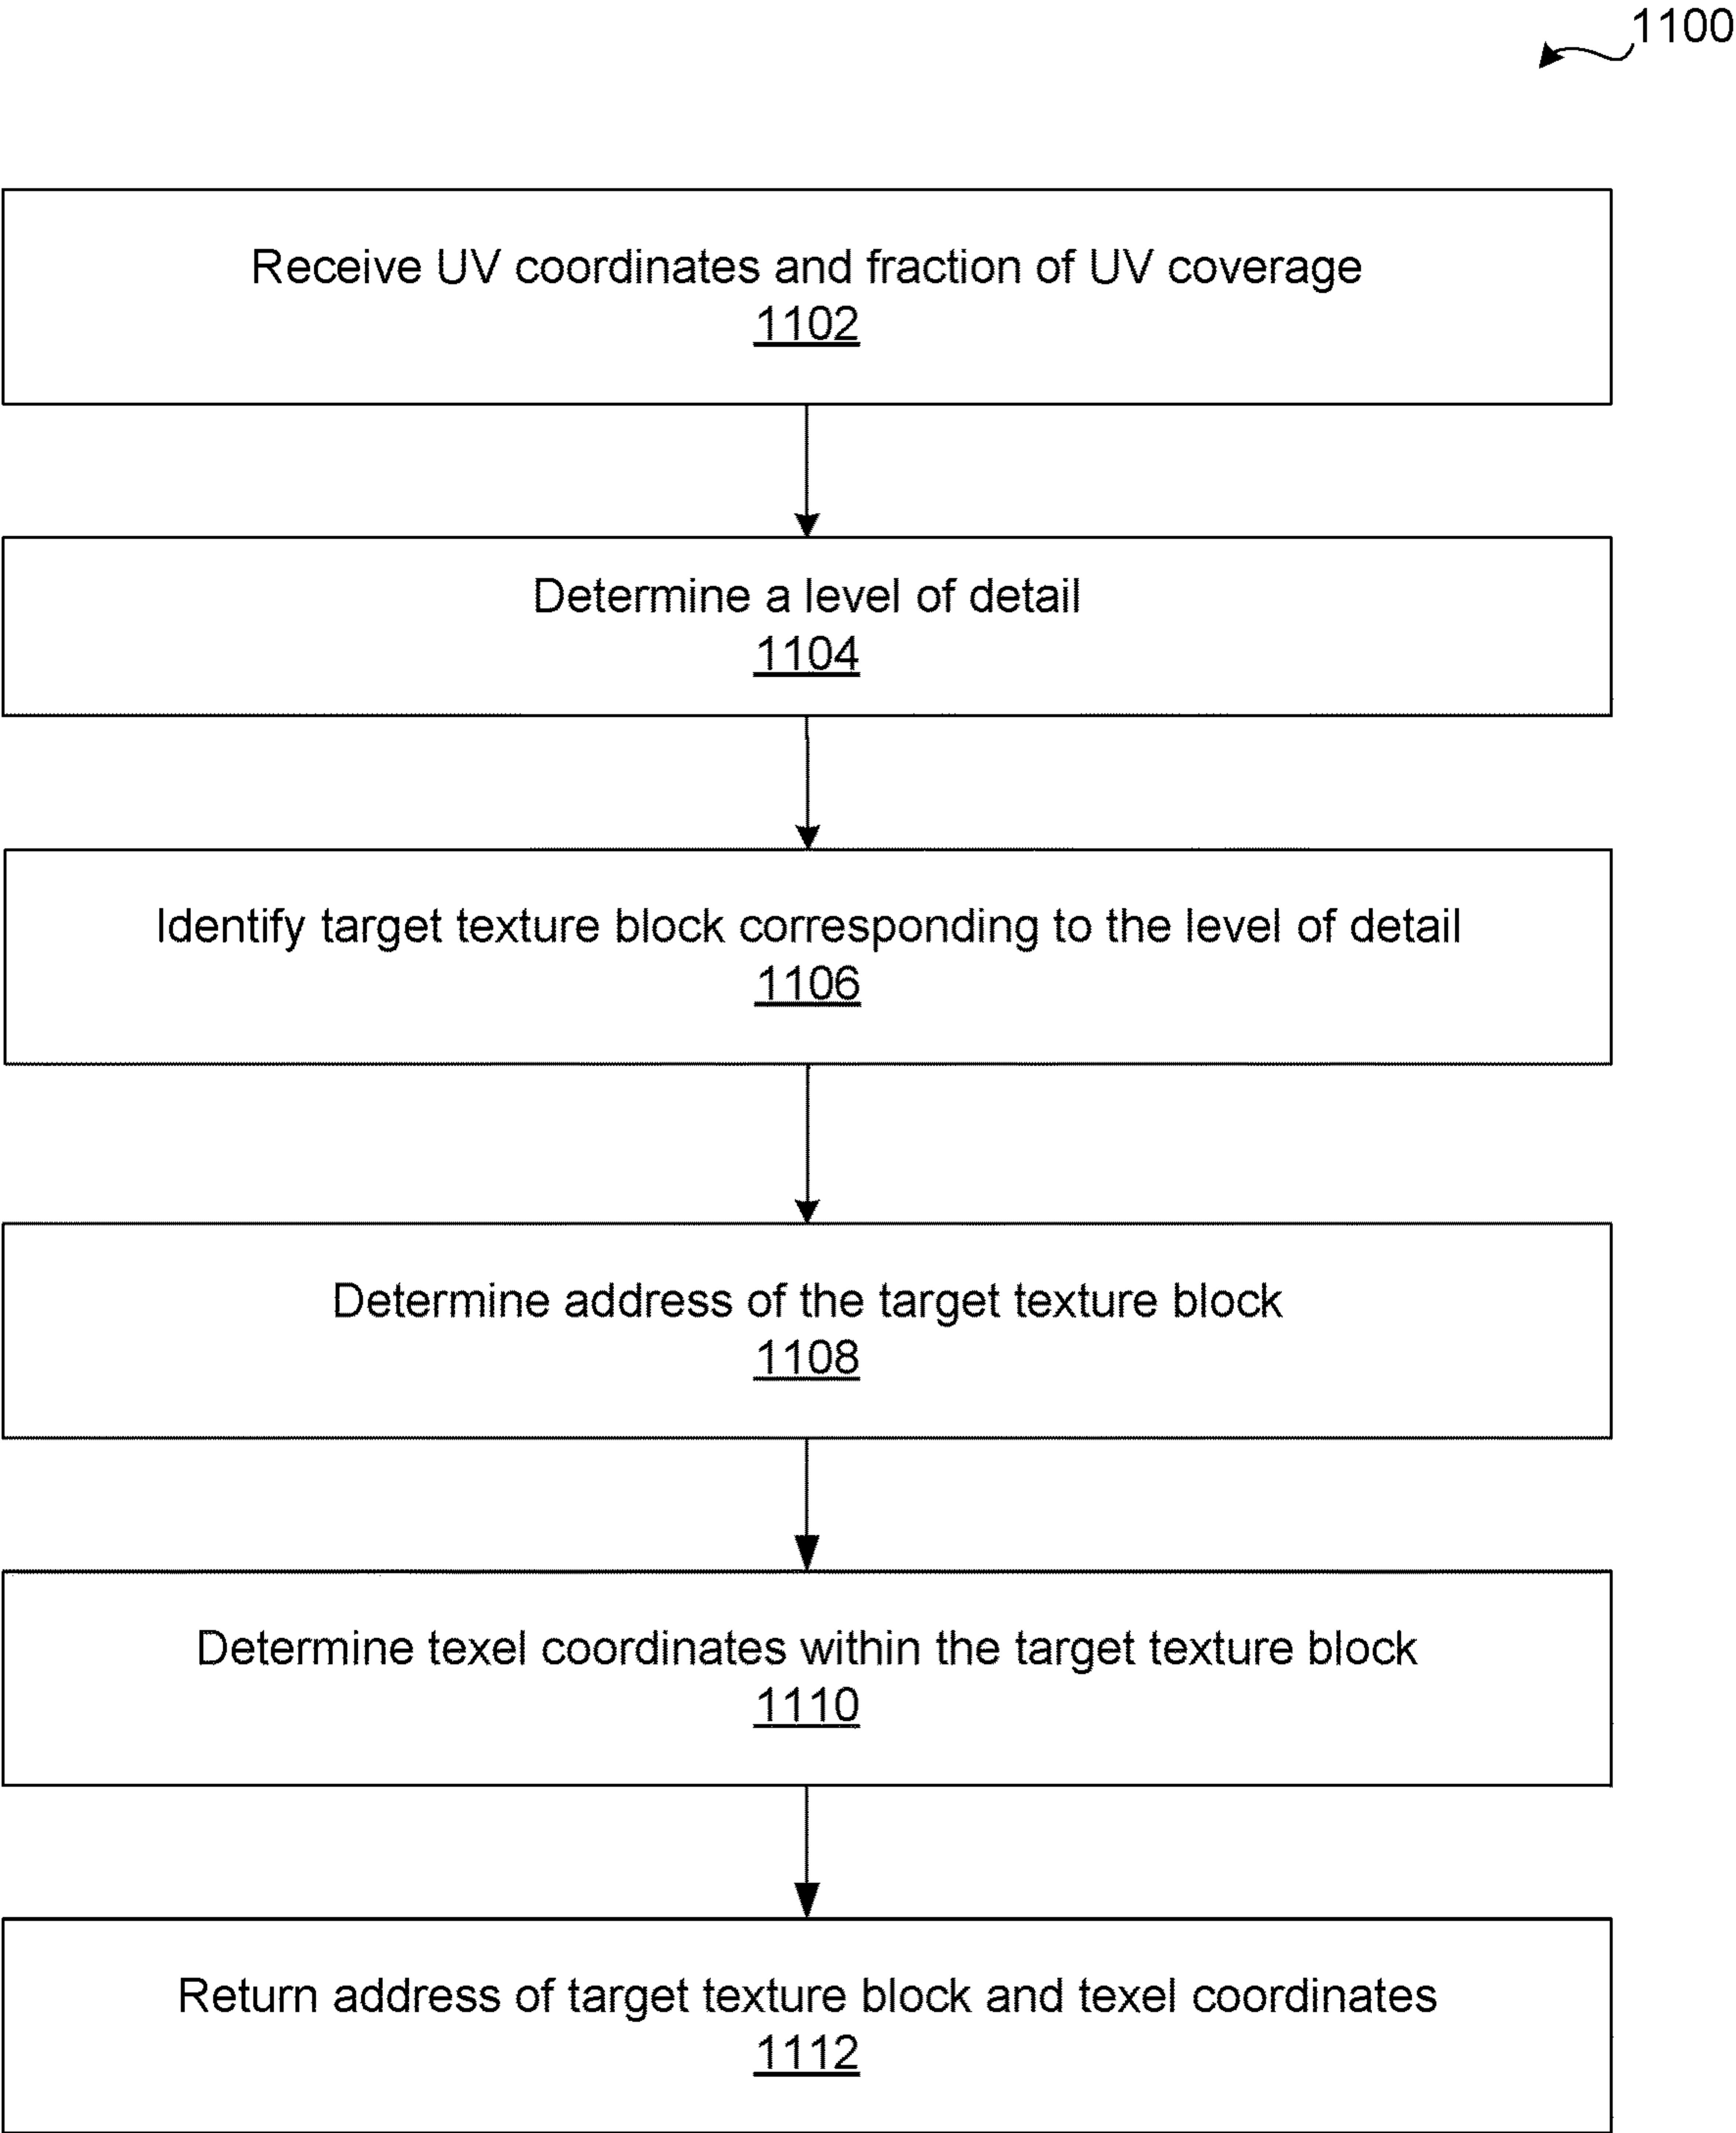 1100
Receive UV coordinates and fraction of UV coverage
1102
Determine a level of detail
1104
Identify target texture block corresponding to the level of detail
1106
Determine address of the target texture block
1108
Determine texel coordinates within the target texture block
1110
Return address of target texture block and texel coordinates
1112